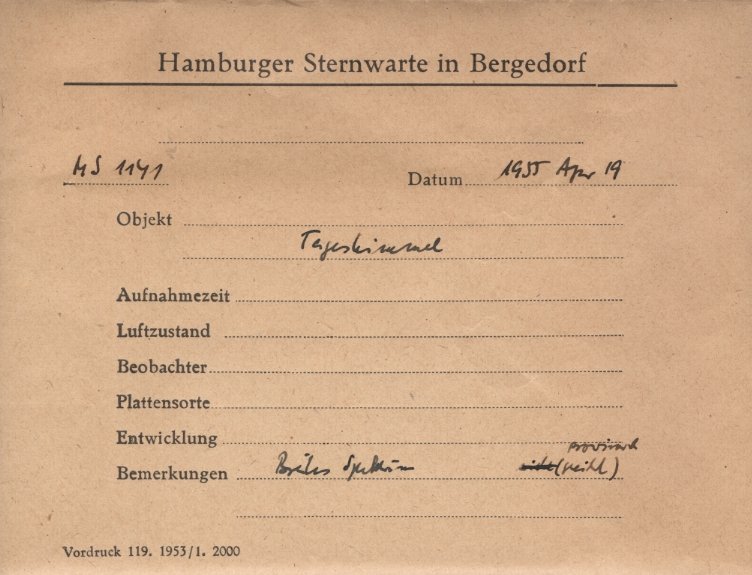 Hamburger Sternwarte in Bergedorf
HS 1141
Datum 1955 Apr 19
Objekt
Tageshimmel
Aufnahmezeit
Luftzustand
Beobachter
Plattensorte
Entwicklung
Bemerkungen Breites Spektrum
Vordruck 119. 1953/1. 2000